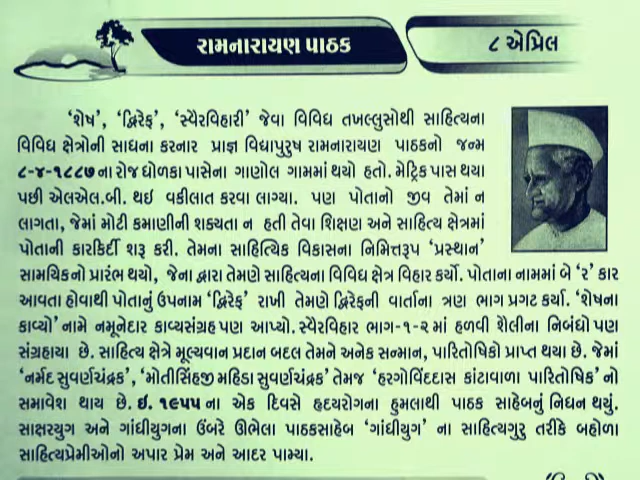 રામનારાયણ પાઠક
૮ એપ્રિલ
'શેષ', 'દ્વિરેફ', 'સ્વૈરવિહારી' જેવા વિવિધ તખલ્લુસોથી સાહિત્યના
વિવિધ ક્ષેત્રોની સાધના કરનાર પ્રાજ્ઞ વિદ્યાપુરુષ રામનારાયણ પાઠકનો જન્મ
૮-૪-૧૮૮૭ ના રોજ ધોળકા પાસેના ગાણોલ ગામમાં થયો હતો. મેટ્રિક પાસ થયા
પછી એલએલ.બી. થઈ વકીલાત કરવા લાગ્યા. પણ પોતાનો જીવ તેમાં ન
લાગતા, જેમાં મોટી કમાણીની શક્યતા ન હતી તેવા શિક્ષણ અને સાહિત્ય ક્ષેત્રમાં
પોતાની કારકિર્દી શરૂ કરી. તેમના સાહિત્યિક વિકાસના નિમિત્તરૂપ 'પ્રસ્થાન'
સામયિકનો પ્રારંભ થયો, જેના દ્વારા તેમણે સાહિત્યના વિવિધ ક્ષેત્ર વિહાર કર્યો. પોતાના નામમાં બે 'ર' કાર
આવતા હોવાથી પોતાનું ઉપનામ 'દ્વિરેફ' રાખી તેમણે દ્વિરેફની વાર્તાના ત્રણ ભાગ પ્રગટ કર્યા. 'શેષના
કાવ્યો' નામે નમૂનેદાર કાવ્યસંગ્રહ પણ આપ્યો. સ્વૈરવિહાર ભાગ-૧-૨ માં હળવી શૈલીના નિબંધો પણ
સંગ્રહાયા છે. સાહિત્ય ક્ષેત્રે મૂલ્યવાન પ્રદાન બદલ તેમને અનેક સન્માન, પારિતોષિકો પ્રાપ્ત થયા છે. જેમાં
'નર્મદ સુવર્ણચંદ્રક', 'મોતીસિંહજી મહિડા સુવર્ણચંદ્રક' તેમજ 'હરગોવિંદદાસ કાંટાવાળા પારિતોષિક' નો
સમાવેશ થાય છે. ઇ. ૧૯૫૫ ના એક દિવસે હૃદયરોગના હુમલાથી પાઠક સાહેબનું નિધન થયું.
સાક્ષરયુગ અને ગાંધીયુગના ઉંબરે ઊભેલા પાઠકસાહેબ 'ગાંધીયુગ' ના સાહિત્યગુરુ તરીકે બહોળા
સાહિત્યપ્રેમીઓનો અપાર પ્રેમ અને આદર પામ્યા.